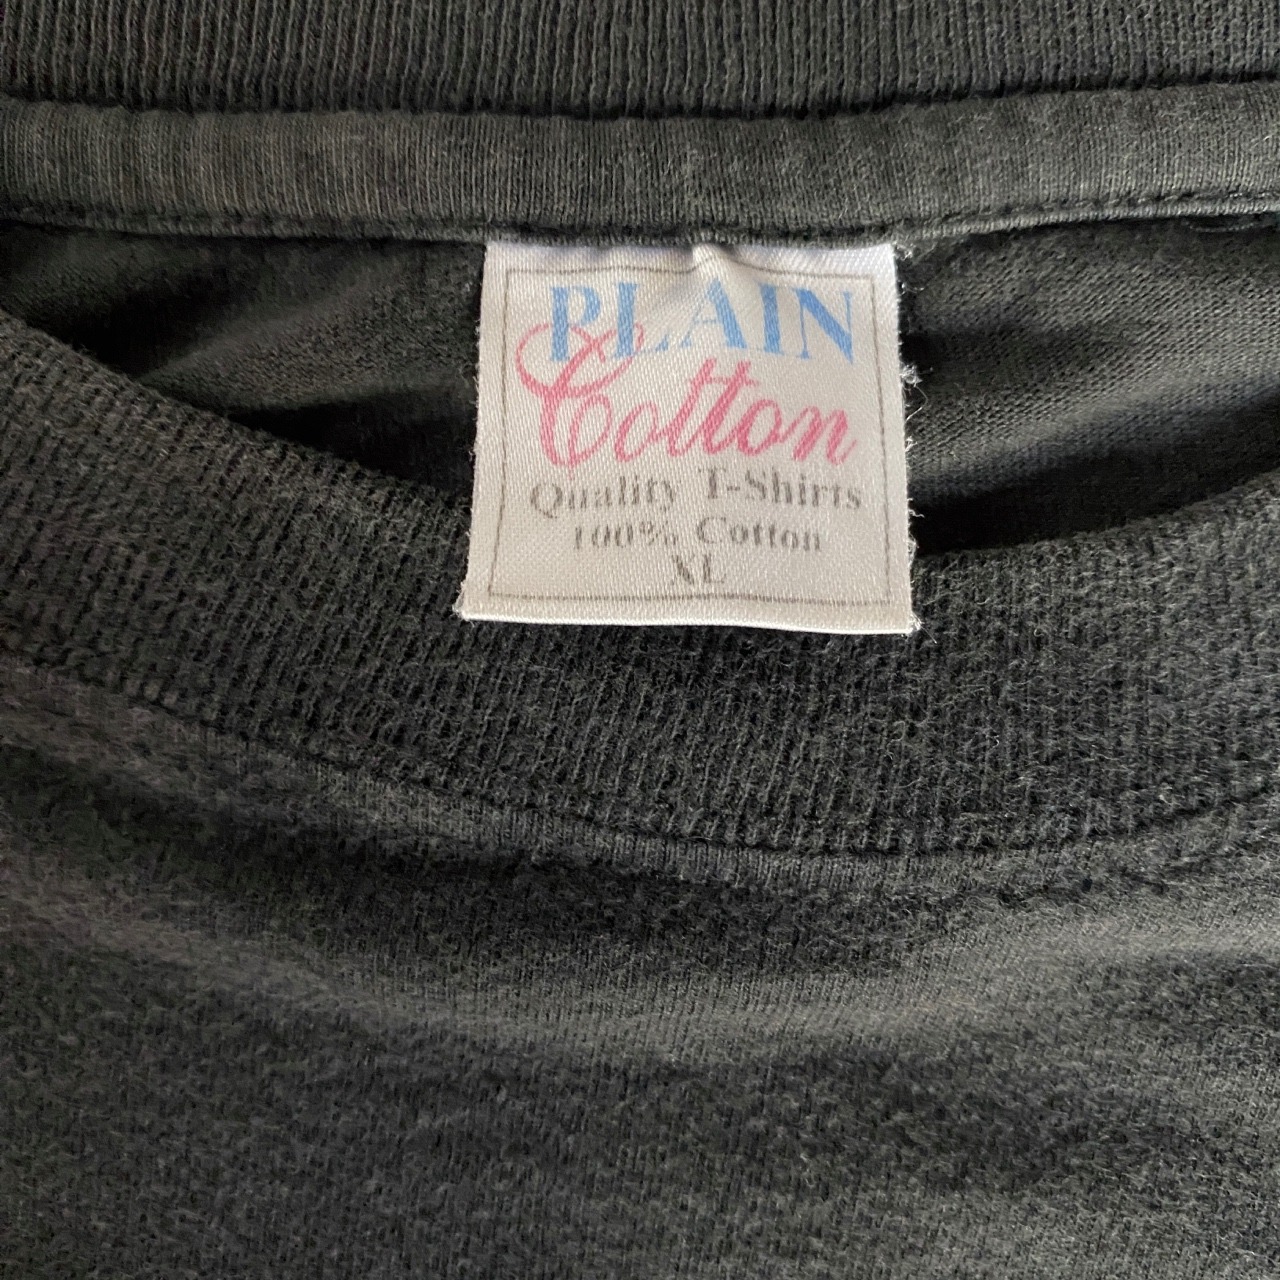 PLAIN
Cotton
Quality T-Shirts
100% Cotton
XL